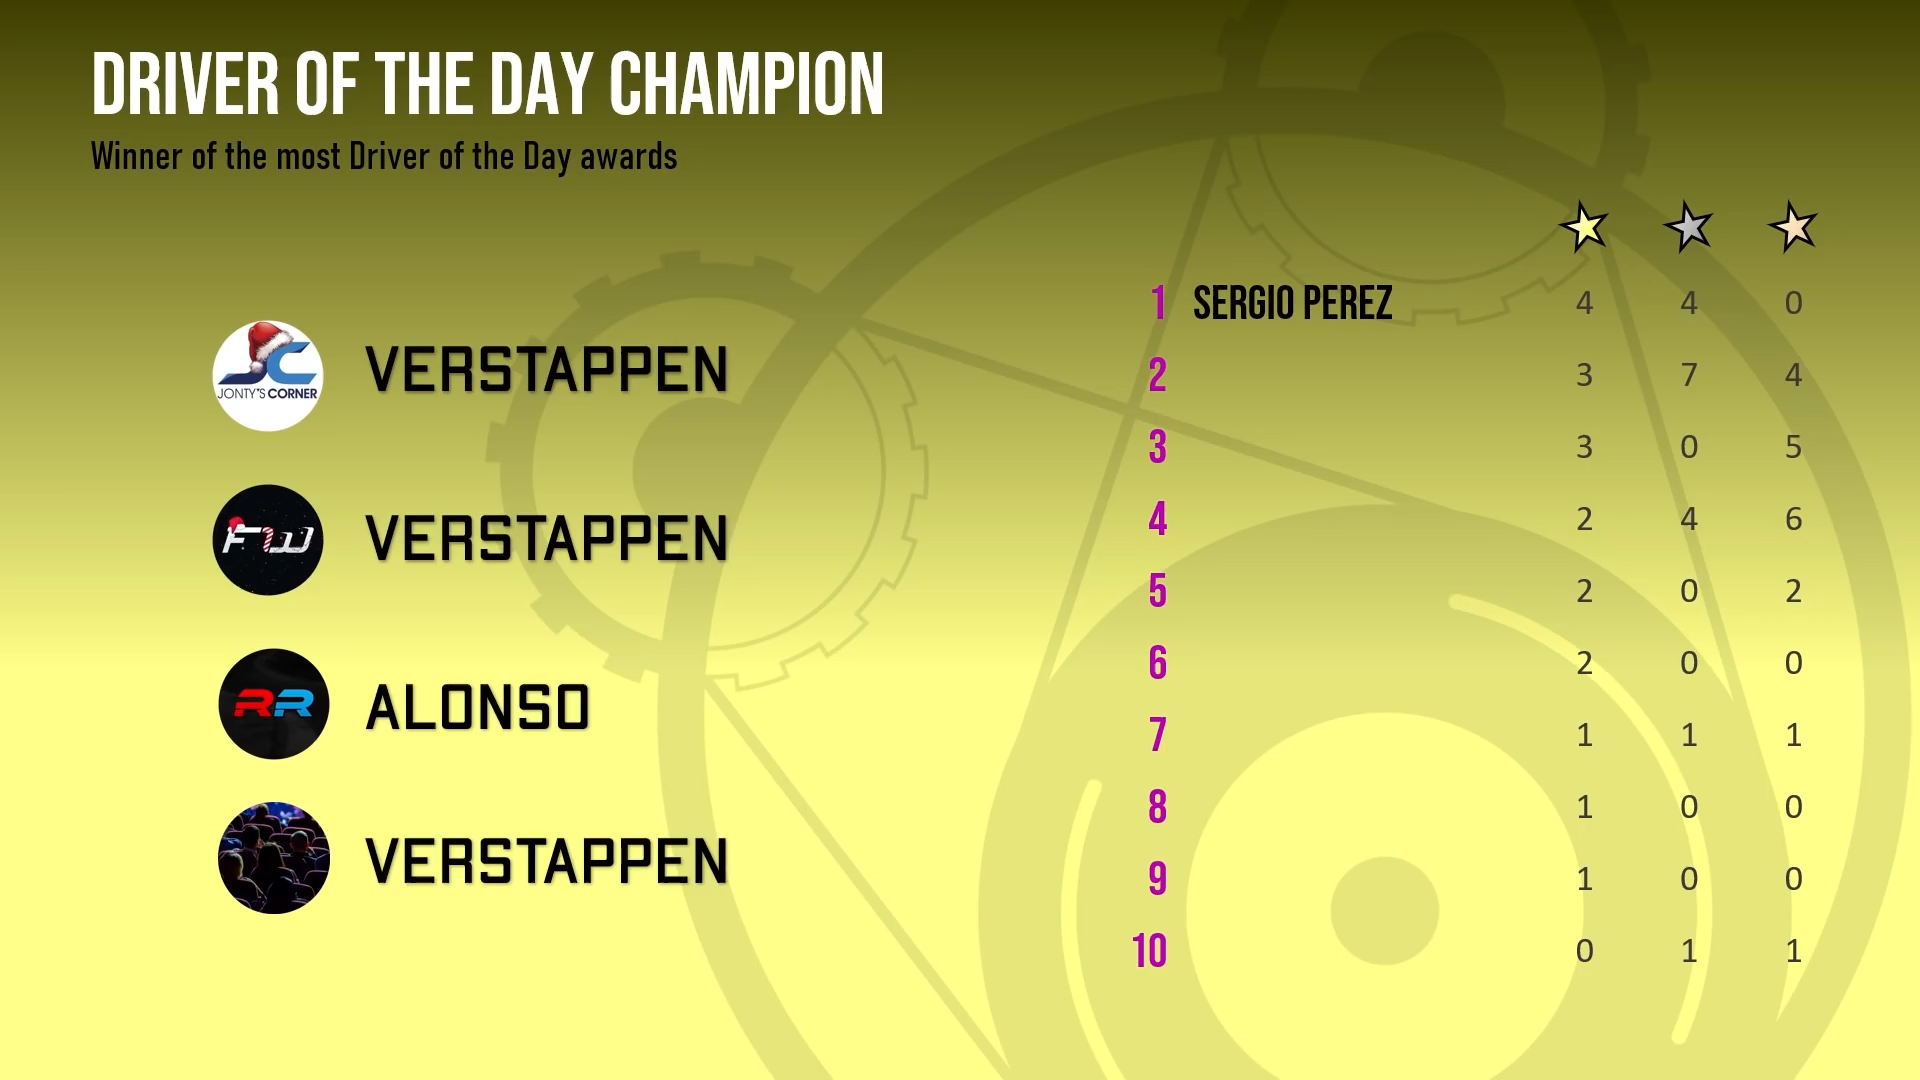 DRIVER OF THE DAY CHAMPION
Winner of the most Driver of the Day awards
JC
JONTY'S CORNER
VERSTAPPEN
F1W
VERSTAPPEN
RR
ALONSO
VERSTAPPEN
1 SERGIO PEREZ 4 4 0
2 3 7 4
3 3 0 5
4 2 4 6
5 2 0 2
6 2 0 0
7 1 1 1
8 1 0 0
9 1 0 0
10 0 1 1